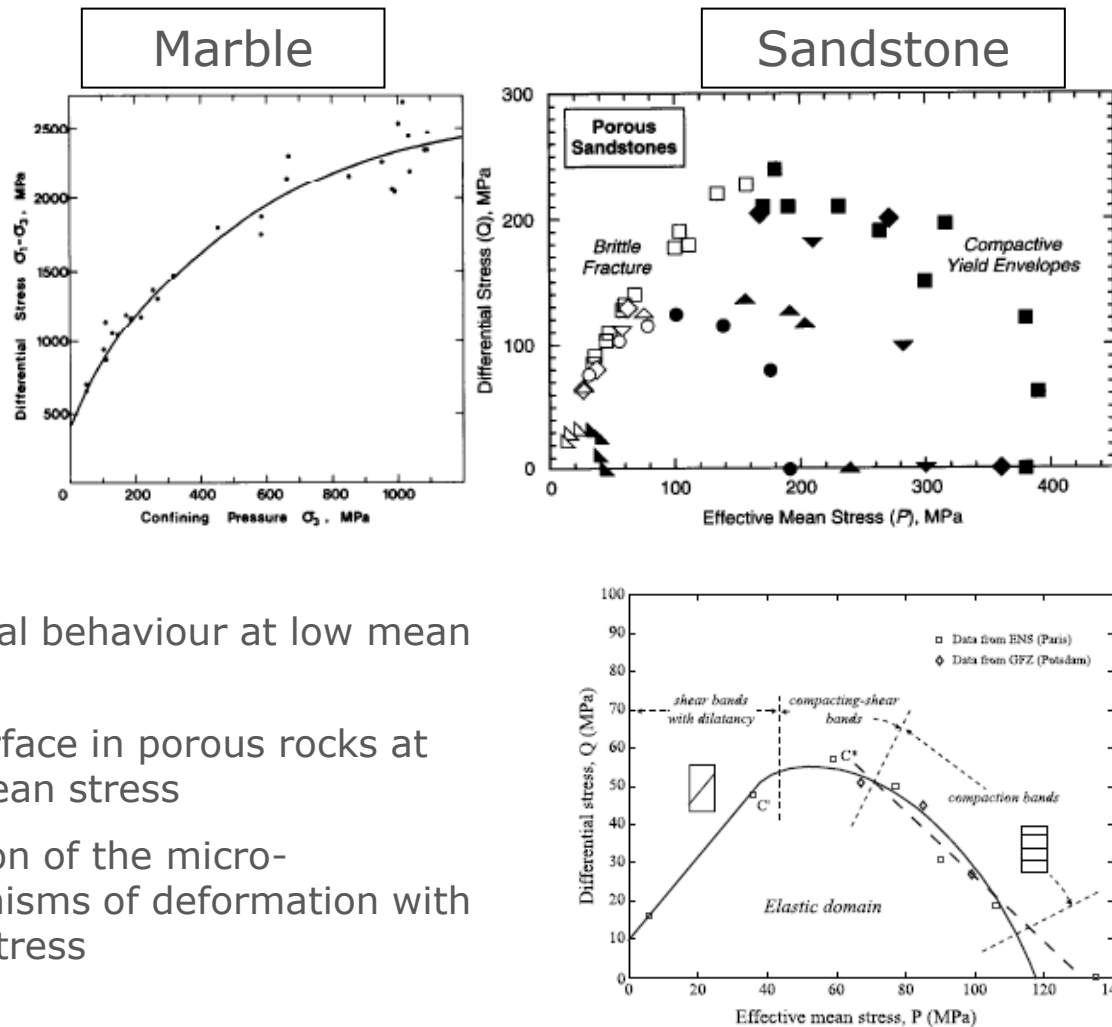 Marble
Sandstone
Differential Stress σ1-σ3, MPa
2500
2000
1500
1000
500
0
200
400
600
800
1000
Confining Pressure σ3, MPa
Differential Stress (Q), MPa
300
200
100
0
Porous
Sandstones
Brittle
Fracture
Compactive
Yield Envelopes
0
100
200
300
400
Effective Mean Stress (P), MPa
al behaviour at low mean
rface in porous rocks at
ean stress
on of the micro-
nisms of deformation with
stress
Differential stress, Q (MPa)
100
90
80
70
60
50
40
30
20
10
0
□ Data from ENS (Paris)
◇ Data from GFZ (Potsdam)
shear bands
with dilatancy
compacting-shear
bands
C'
C*
compaction bands
Elastic domain
0
20
40
60
80
100
120
14
Effective mean stress, P (MPa)